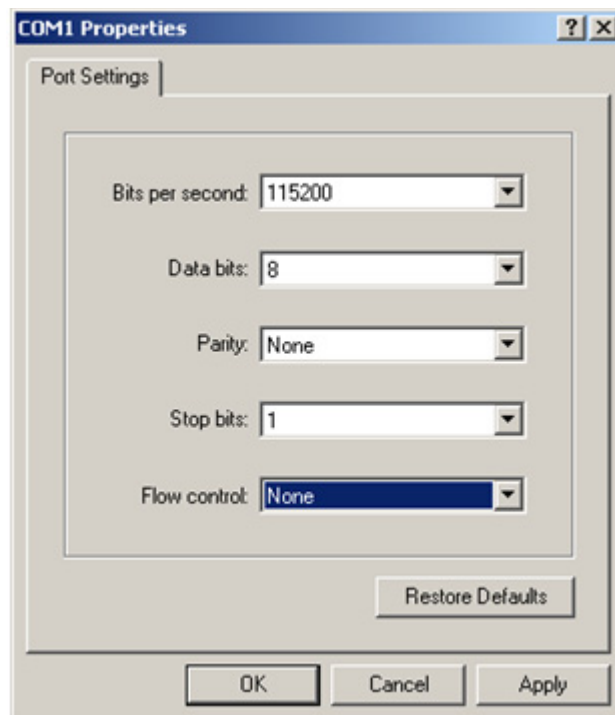 COM1 Properties
Port Settings
Bits per second: 115200
Data bits: 8
Parity: None
Stop bits: 1
Flow control: None
Restore Defaults
OK Cancel Apply